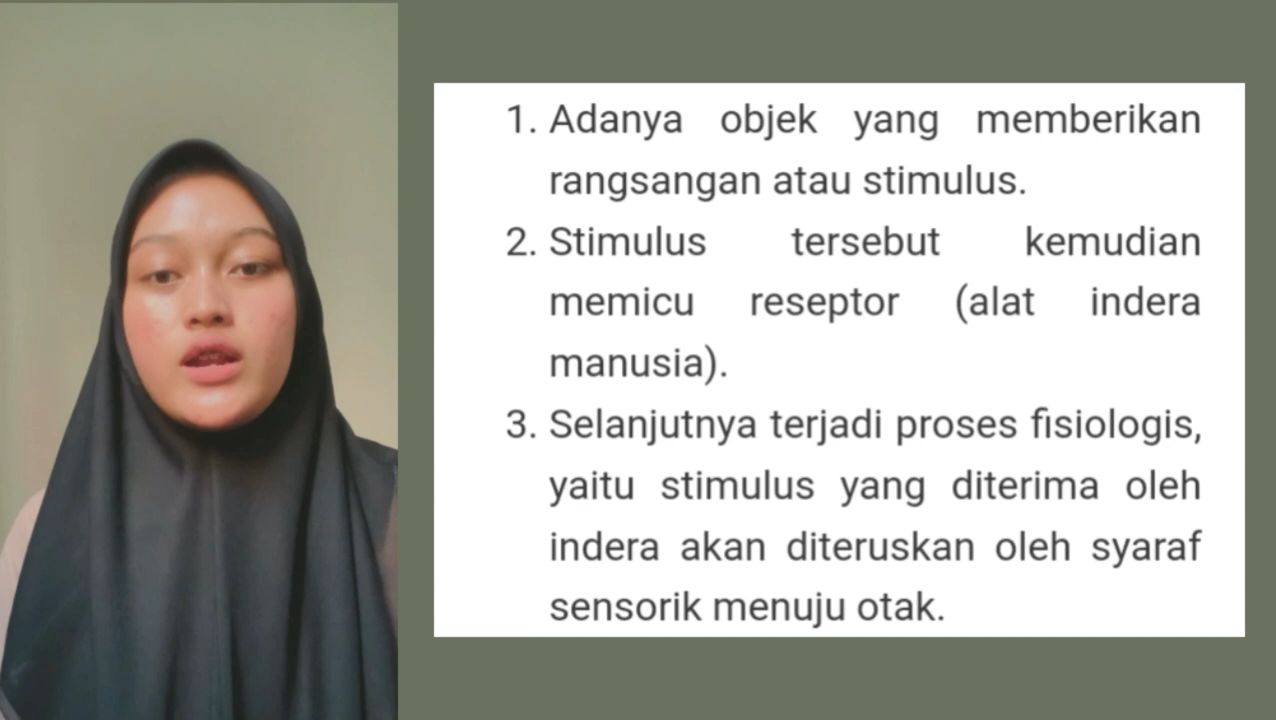 1. Adanya objek yang memberikan
rangsangan atau stimulus.
2. Stimulus tersebut kemudian
memicu reseptor (alat indera
manusia).
3. Selanjutnya terjadi proses fisiologis,
yaitu stimulus yang diterima oleh
indera akan diteruskan oleh syaraf
sensorik menuju otak.